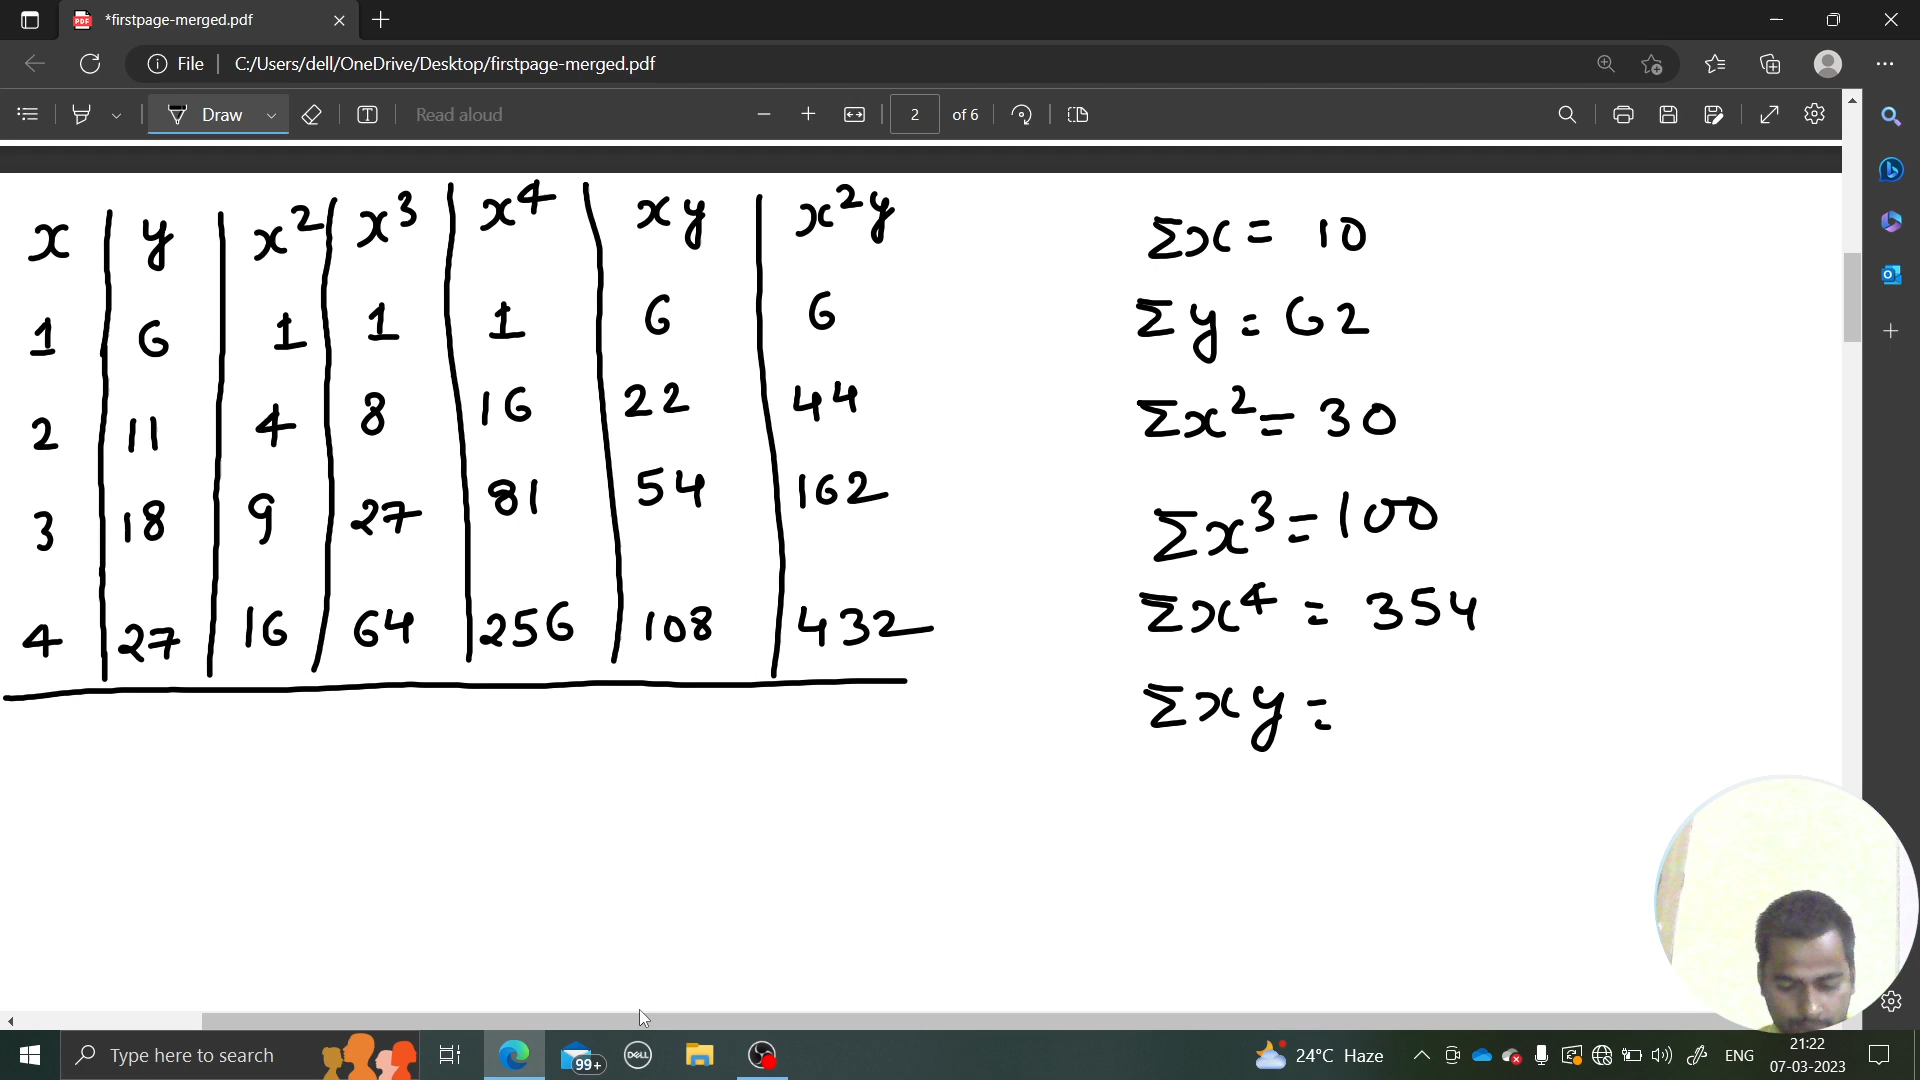 *firstpage-merged.pdf
File
C:/Users/dell/OneDrive/Desktop/firstpage-merged.pdf
Draw
Read aloud
2 of 6
x y x² x³ x⁴ xy x²y
1 6 1 1 1 6 6
2 11 4 8 16 22 44
3 18 9 27 81 54 162
4 27 16 64 256 108 432
Σx = 10
Σy = 62
Σx² = 30
Σx³ = 100
Σx⁴ = 354
Σxy =
Type here to search
99+
DELL
24°C Haze
ENG
21:22
07-03-2023